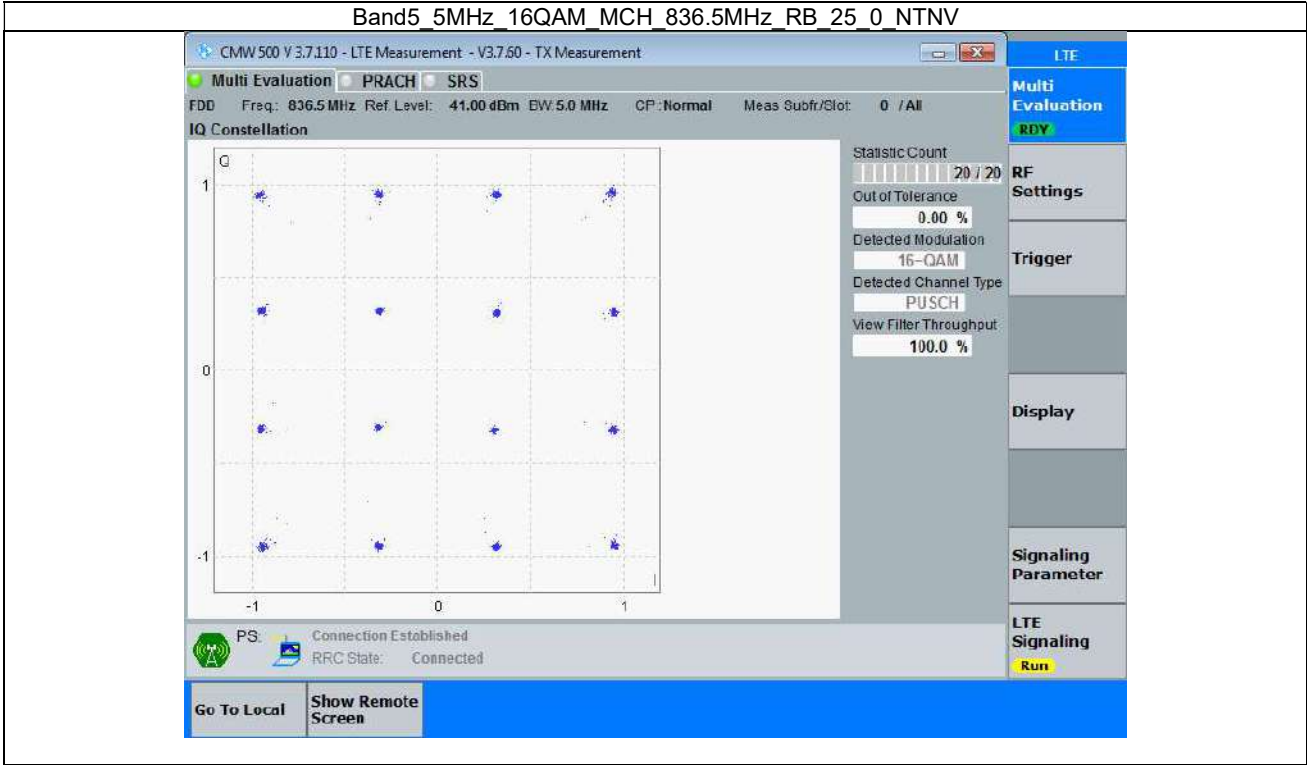 Band5_5MHz_16QAM_MCH_836.5MHz_RB_25_0_NTNV
CMW 500 V 3.7.110 - LTE Measurement - V3.7.60 - TX Measurement
LTE
Multi Evaluation PRACH SRS
Multi
Evaluation
RDY
FDD Freq.: 836.5 MHz Ref. Level: 41.00 dBm BW: 5.0 MHz CP: Normal Meas Subfr/Slot: 0 / All
IQ Constellation
Q
1
0
-1
-1 0 1
I
Statistic Count
20 / 20
Out of Tolerance
0.00 %
Detected Modulation
16-QAM
Detected Channel Type
PUSCH
View Filter Throughput
100.0 %
RF
Settings
Trigger
Display
Signaling
Parameter
LTE
Signaling
Run
PS:
Connection Established
RRC State: Connected
Go To Local
Show Remote
Screen